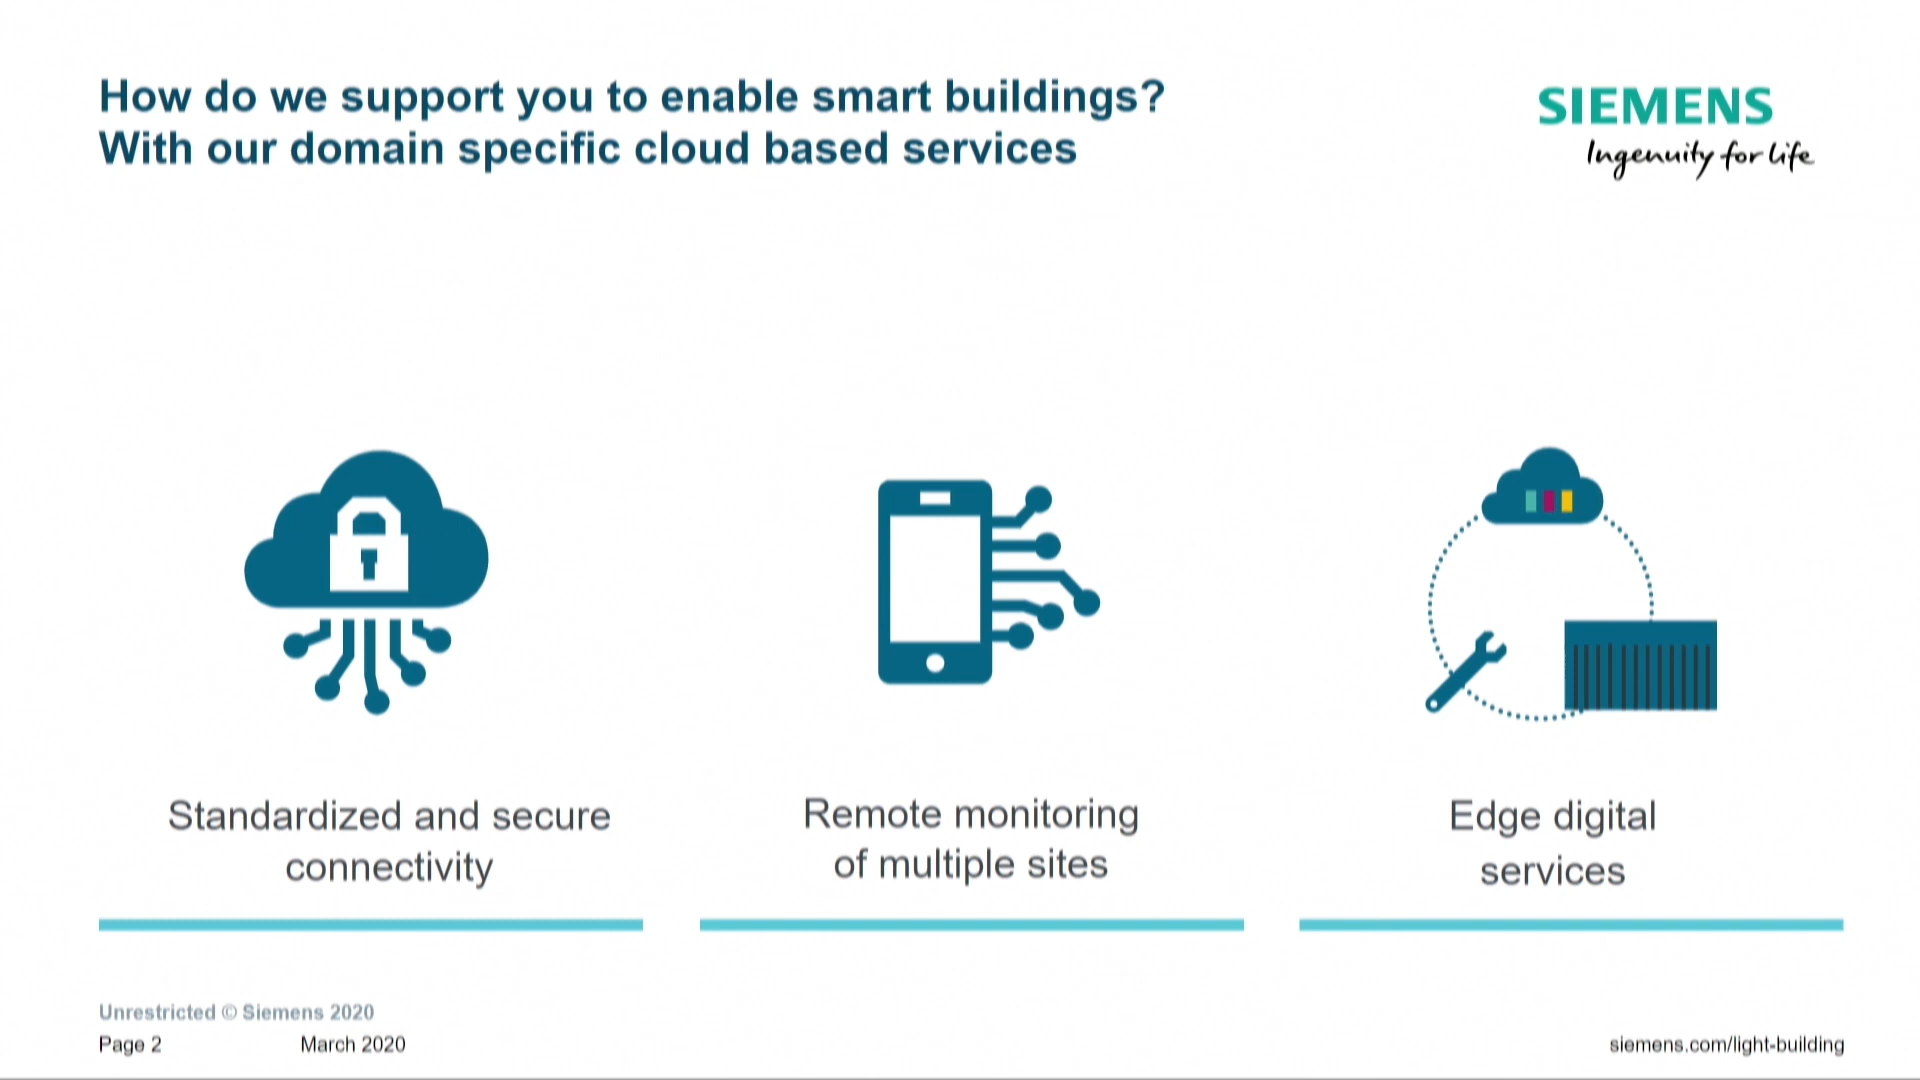 How do we support you to enable smart buildings?
With our domain specific cloud based services
SIEMENS
Ingenuity for life
Standardized and secure
connectivity
Remote monitoring
of multiple sites
Edge digital
services
Unrestricted © Siemens 2020
Page 2 March 2020
siemens.com/light-building